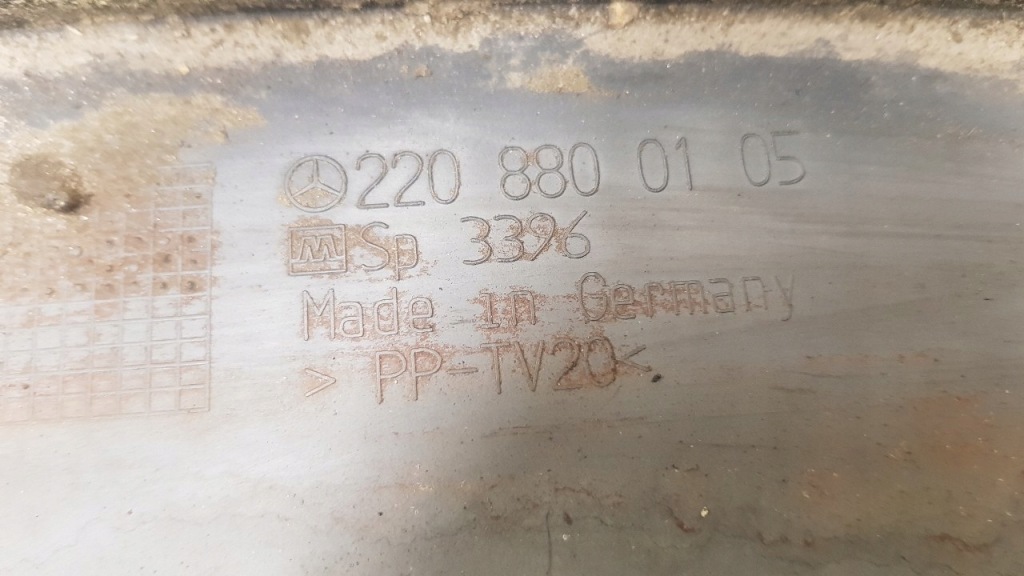 220 880 01 05
M Sp 3396
Made in Germany
> PP-TV20<